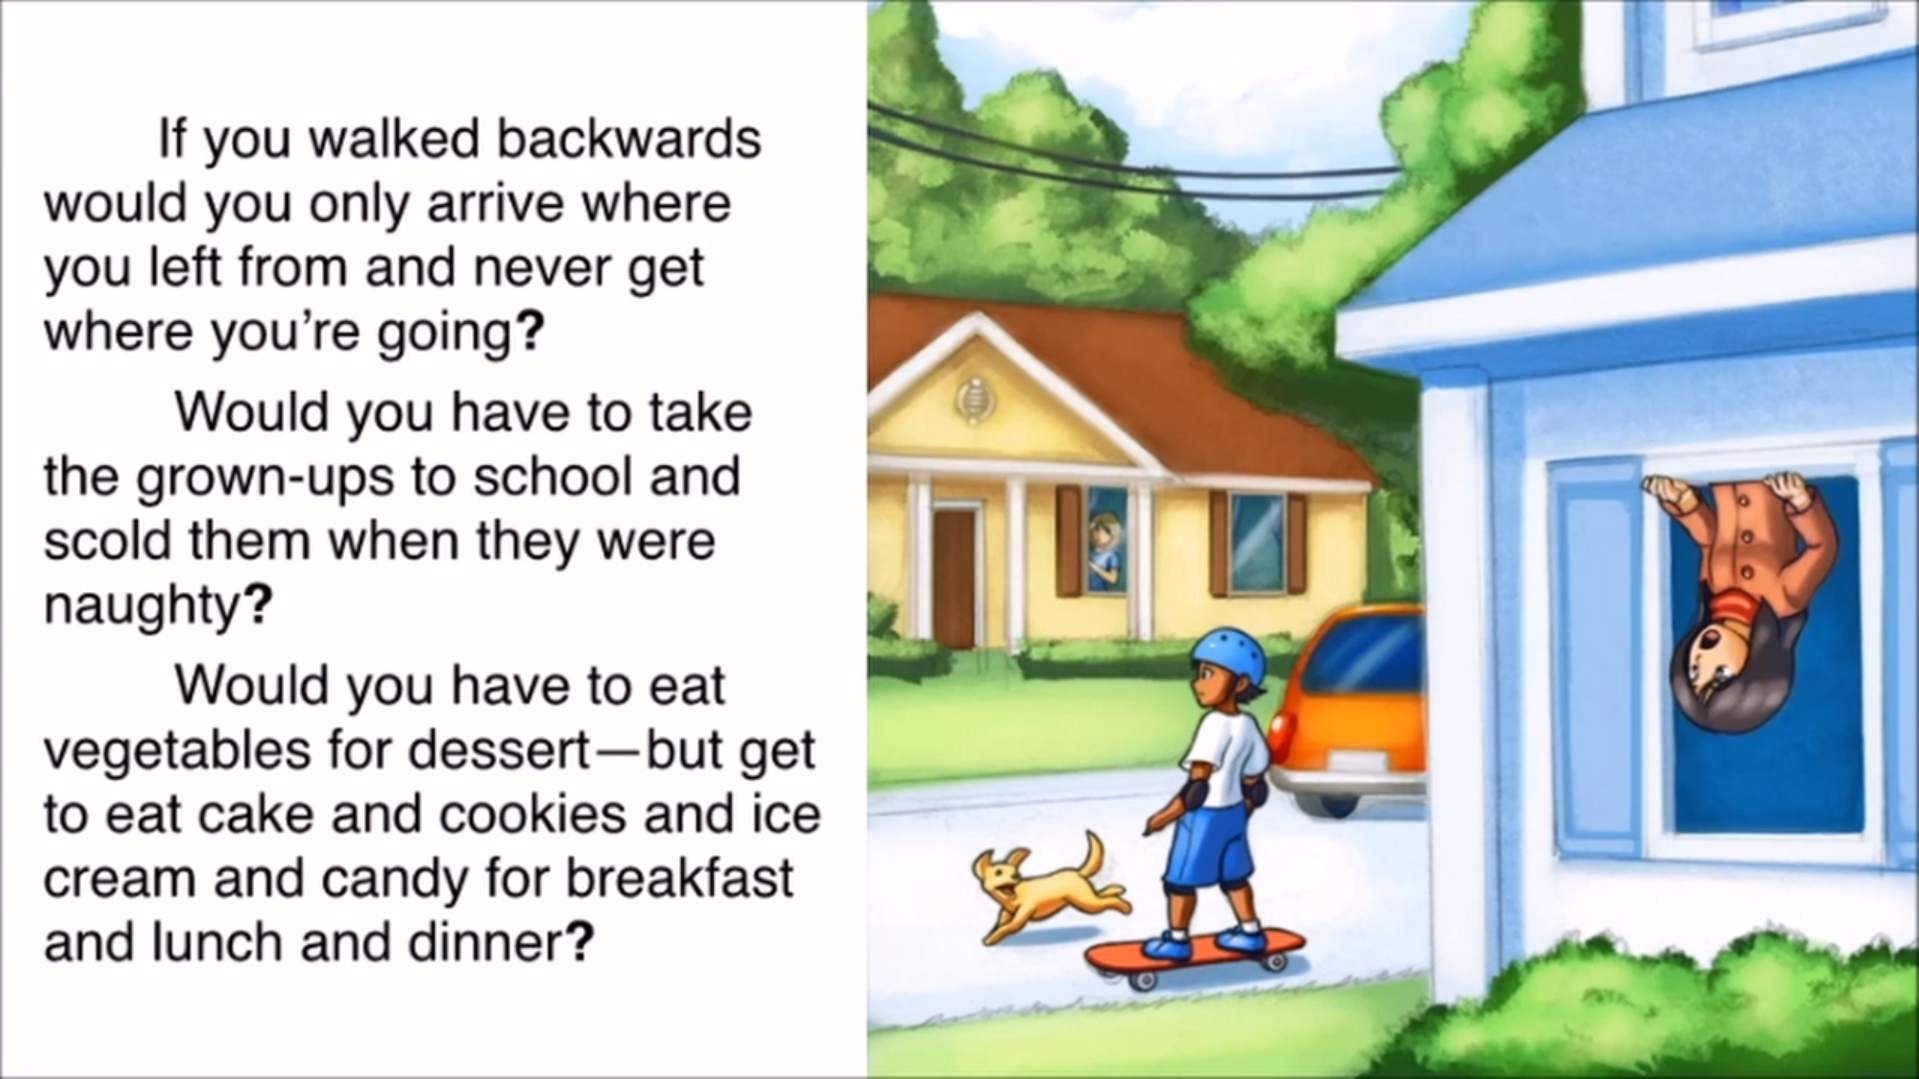 If you walked backwards
would you only arrive where
you left from and never get
where you’re going?
Would you have to take
the grown-ups to school and
scold them when they were
naughty?
Would you have to eat
vegetables for dessert—but get
to eat cake and cookies and ice
cream and candy for breakfast
and lunch and dinner?